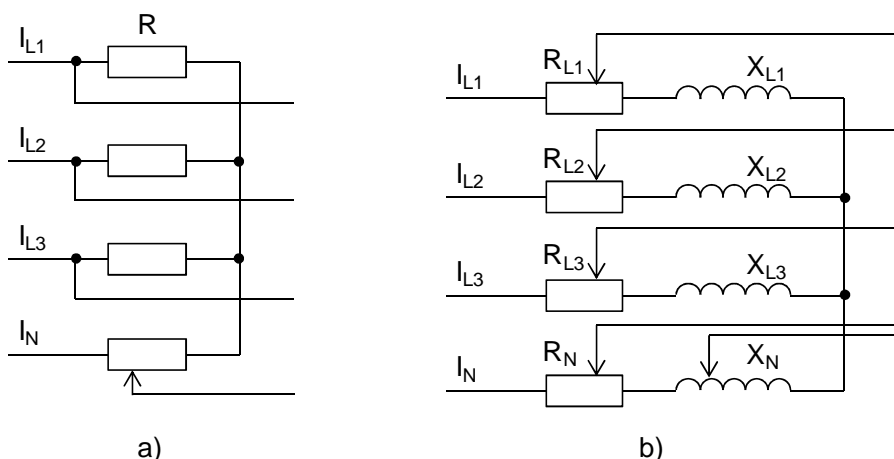 R
I_L1
I_L2
I_L3
I_N
a)
R_L1 X_L1
I_L1
R_L2 X_L2
I_L2
R_L3 X_L3
I_L3
R_N X_N
I_N
b)